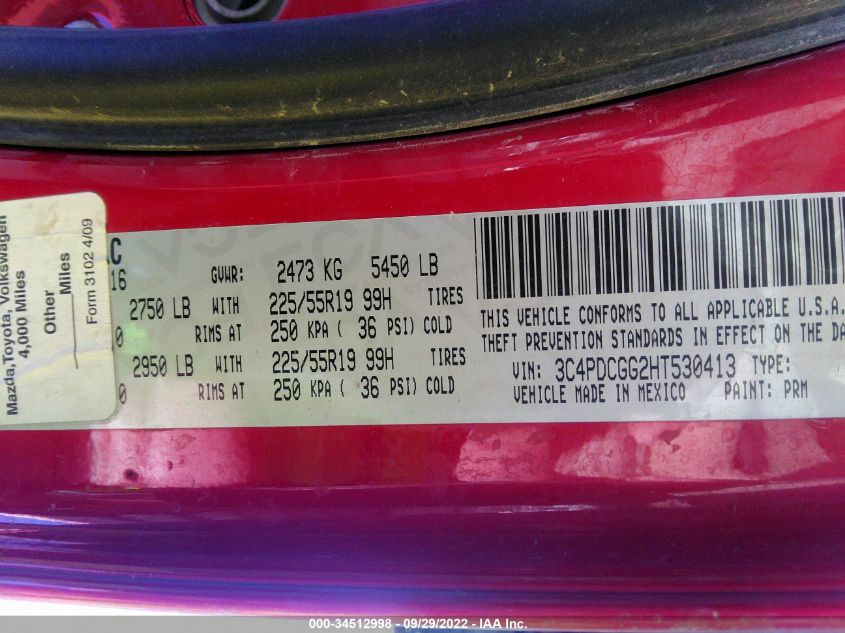 Mazda,Toyota, Volkswagen
4,000 Miles
Other
Miles
Form 3102 4/09
C
16 GVWR: 2473 KG 5450 LB
2750 LB WITH 225/55R19 99H TIRES
0 RIMS AT 250 KPA ( 36 PSI) COLD
2950 LB WITH 225/55R19 99H TIRES
0 RIMS AT 250 KPA ( 36 PSI) COLD
THIS VEHICLE CONFORMS TO ALL APPLICABLE U.S.A.
THEFT PREVENTION STANDARDS IN EFFECT ON THE DA
VIN: 3C4PDCGG2HT530413 TYPE:
VEHICLE MADE IN MEXICO PAINT: PRM
000-34512998 - 09/29/2022 - IAA Inc.